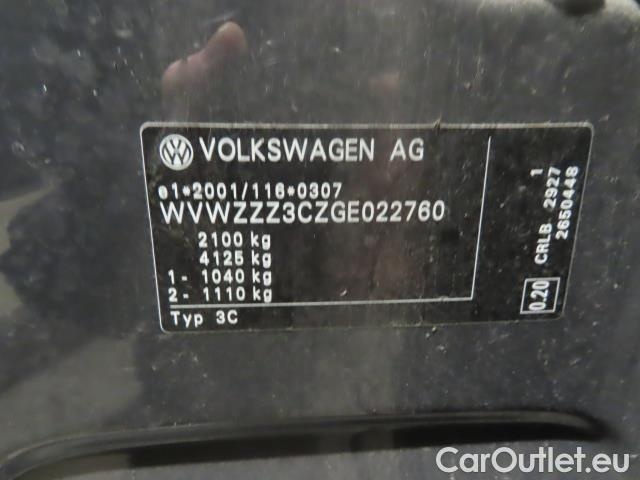 VOLKSWAGEN AG
e1*2001/116*0307
WVWZZZ3CZGE022760
2100 kg
4125 kg
1- 1040 kg
2- 1110 kg
Typ 3C
0.20
CRLB 2927 1
2650448
CarOutlet.eu